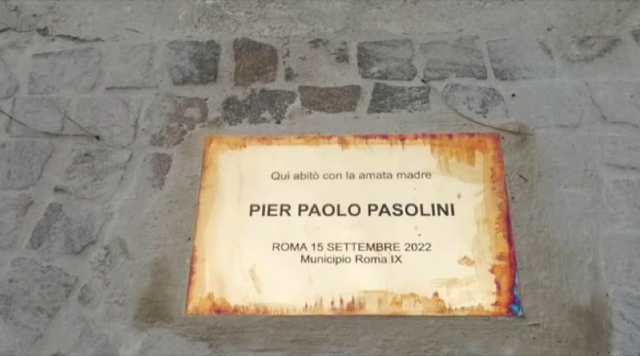 Qui abitò con la amata madre
PIER PAOLO PASOLINI
ROMA 15 SETTEMBRE 2022
Municipio Roma IX